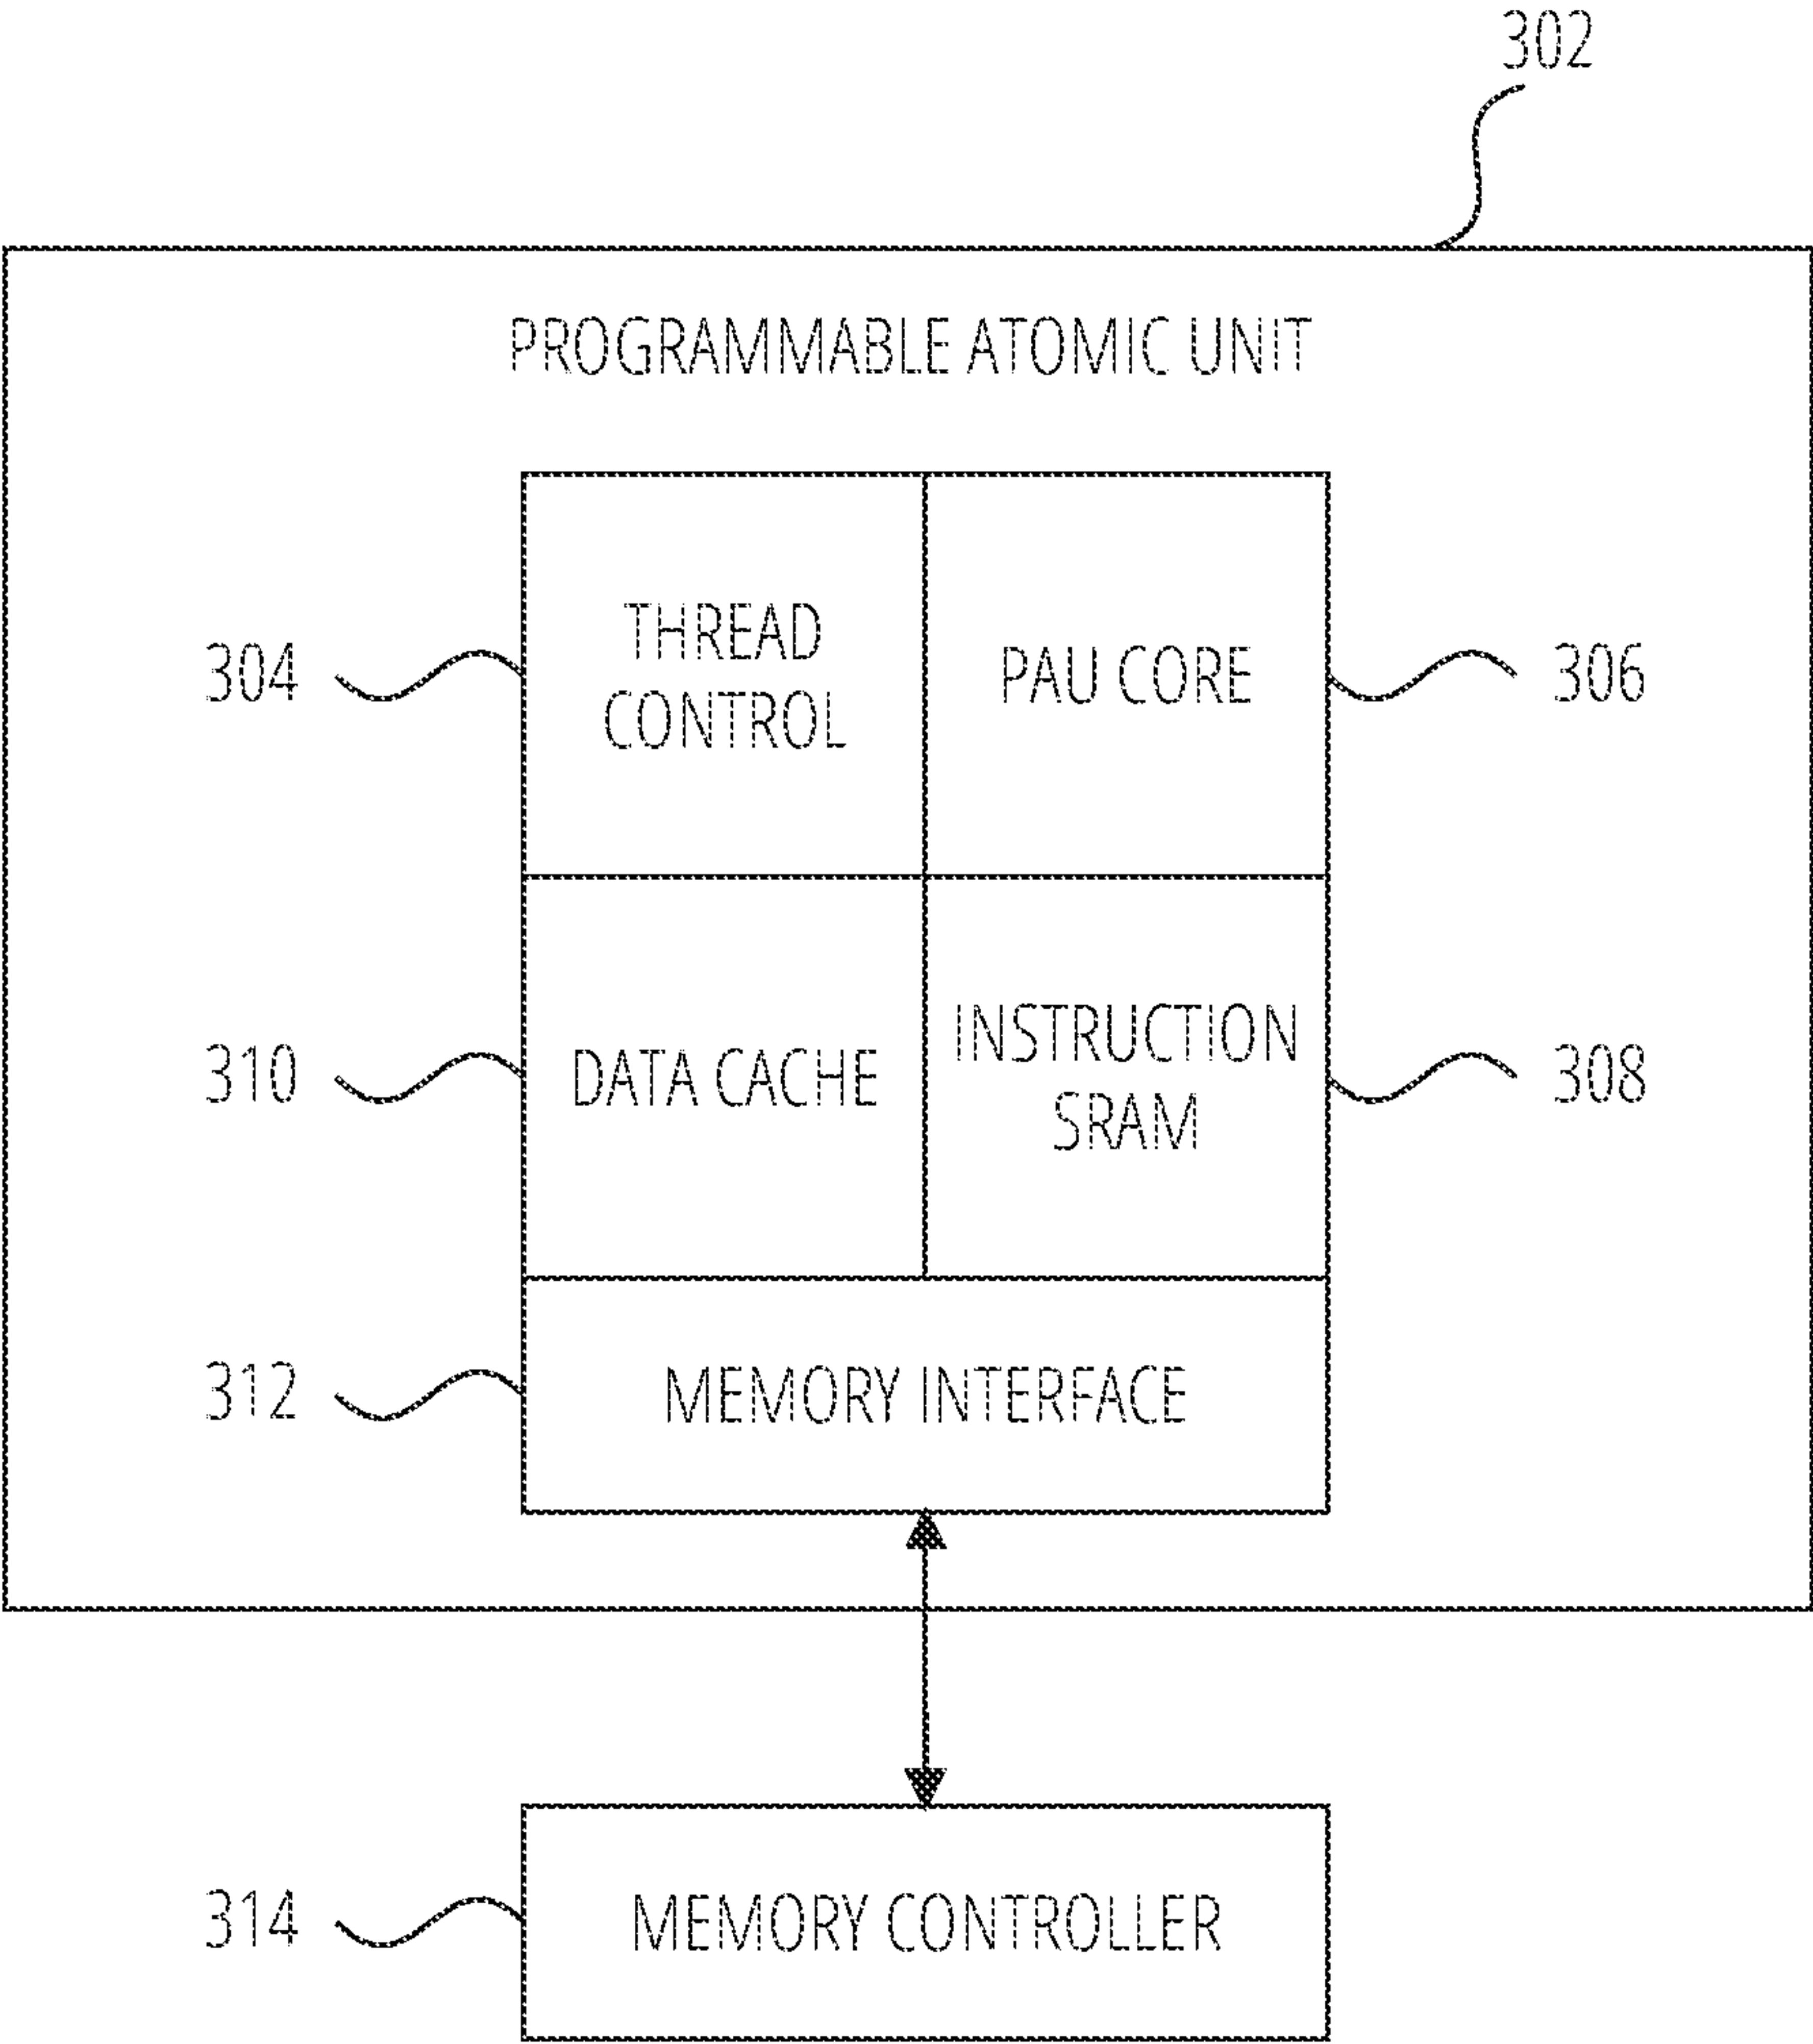 302
PROGRAMMABLE ATOMIC UNIT
304
THREAD
CONTROL
PAU CORE
306
310
DATA CACHE
INSTRUCTION
SRAM
308
312
MEMORY INTERFACE
314
MEMORY CONTROLLER